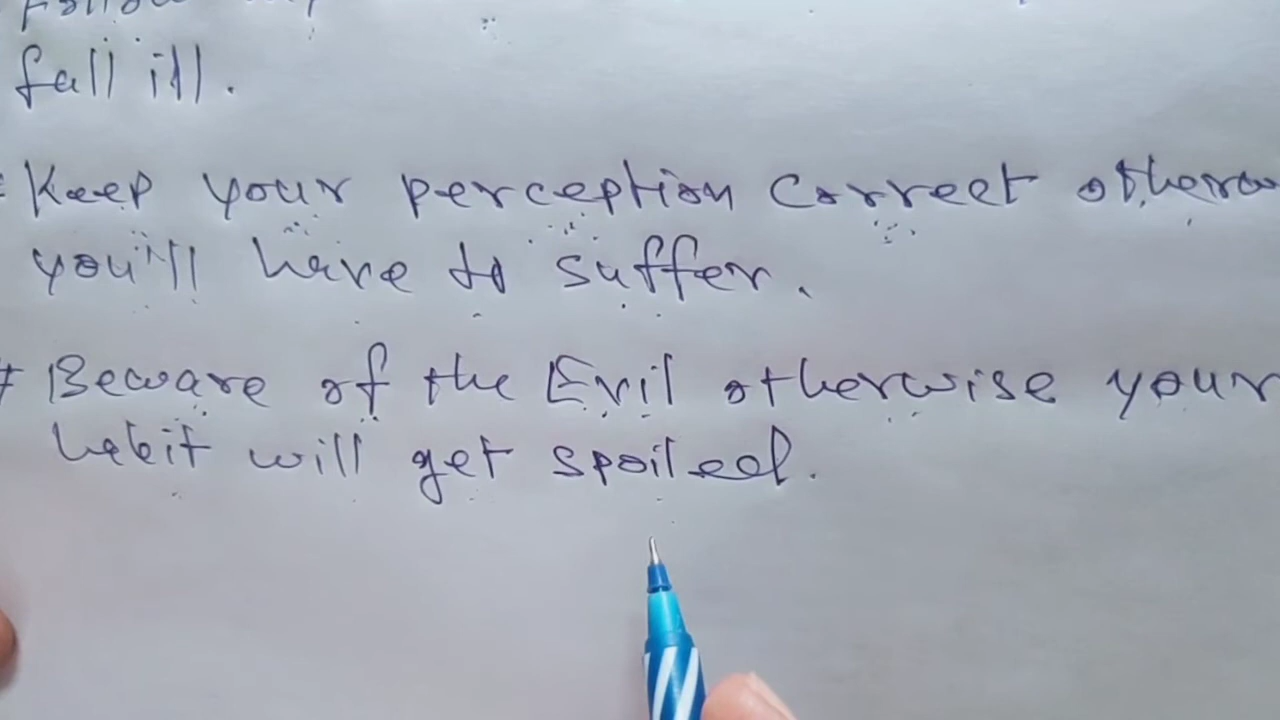 fall ill.
Keep your perception correct otherw
you'll have to suffer.
# Beware of the Evil otherwise your
habit will get spoiled.